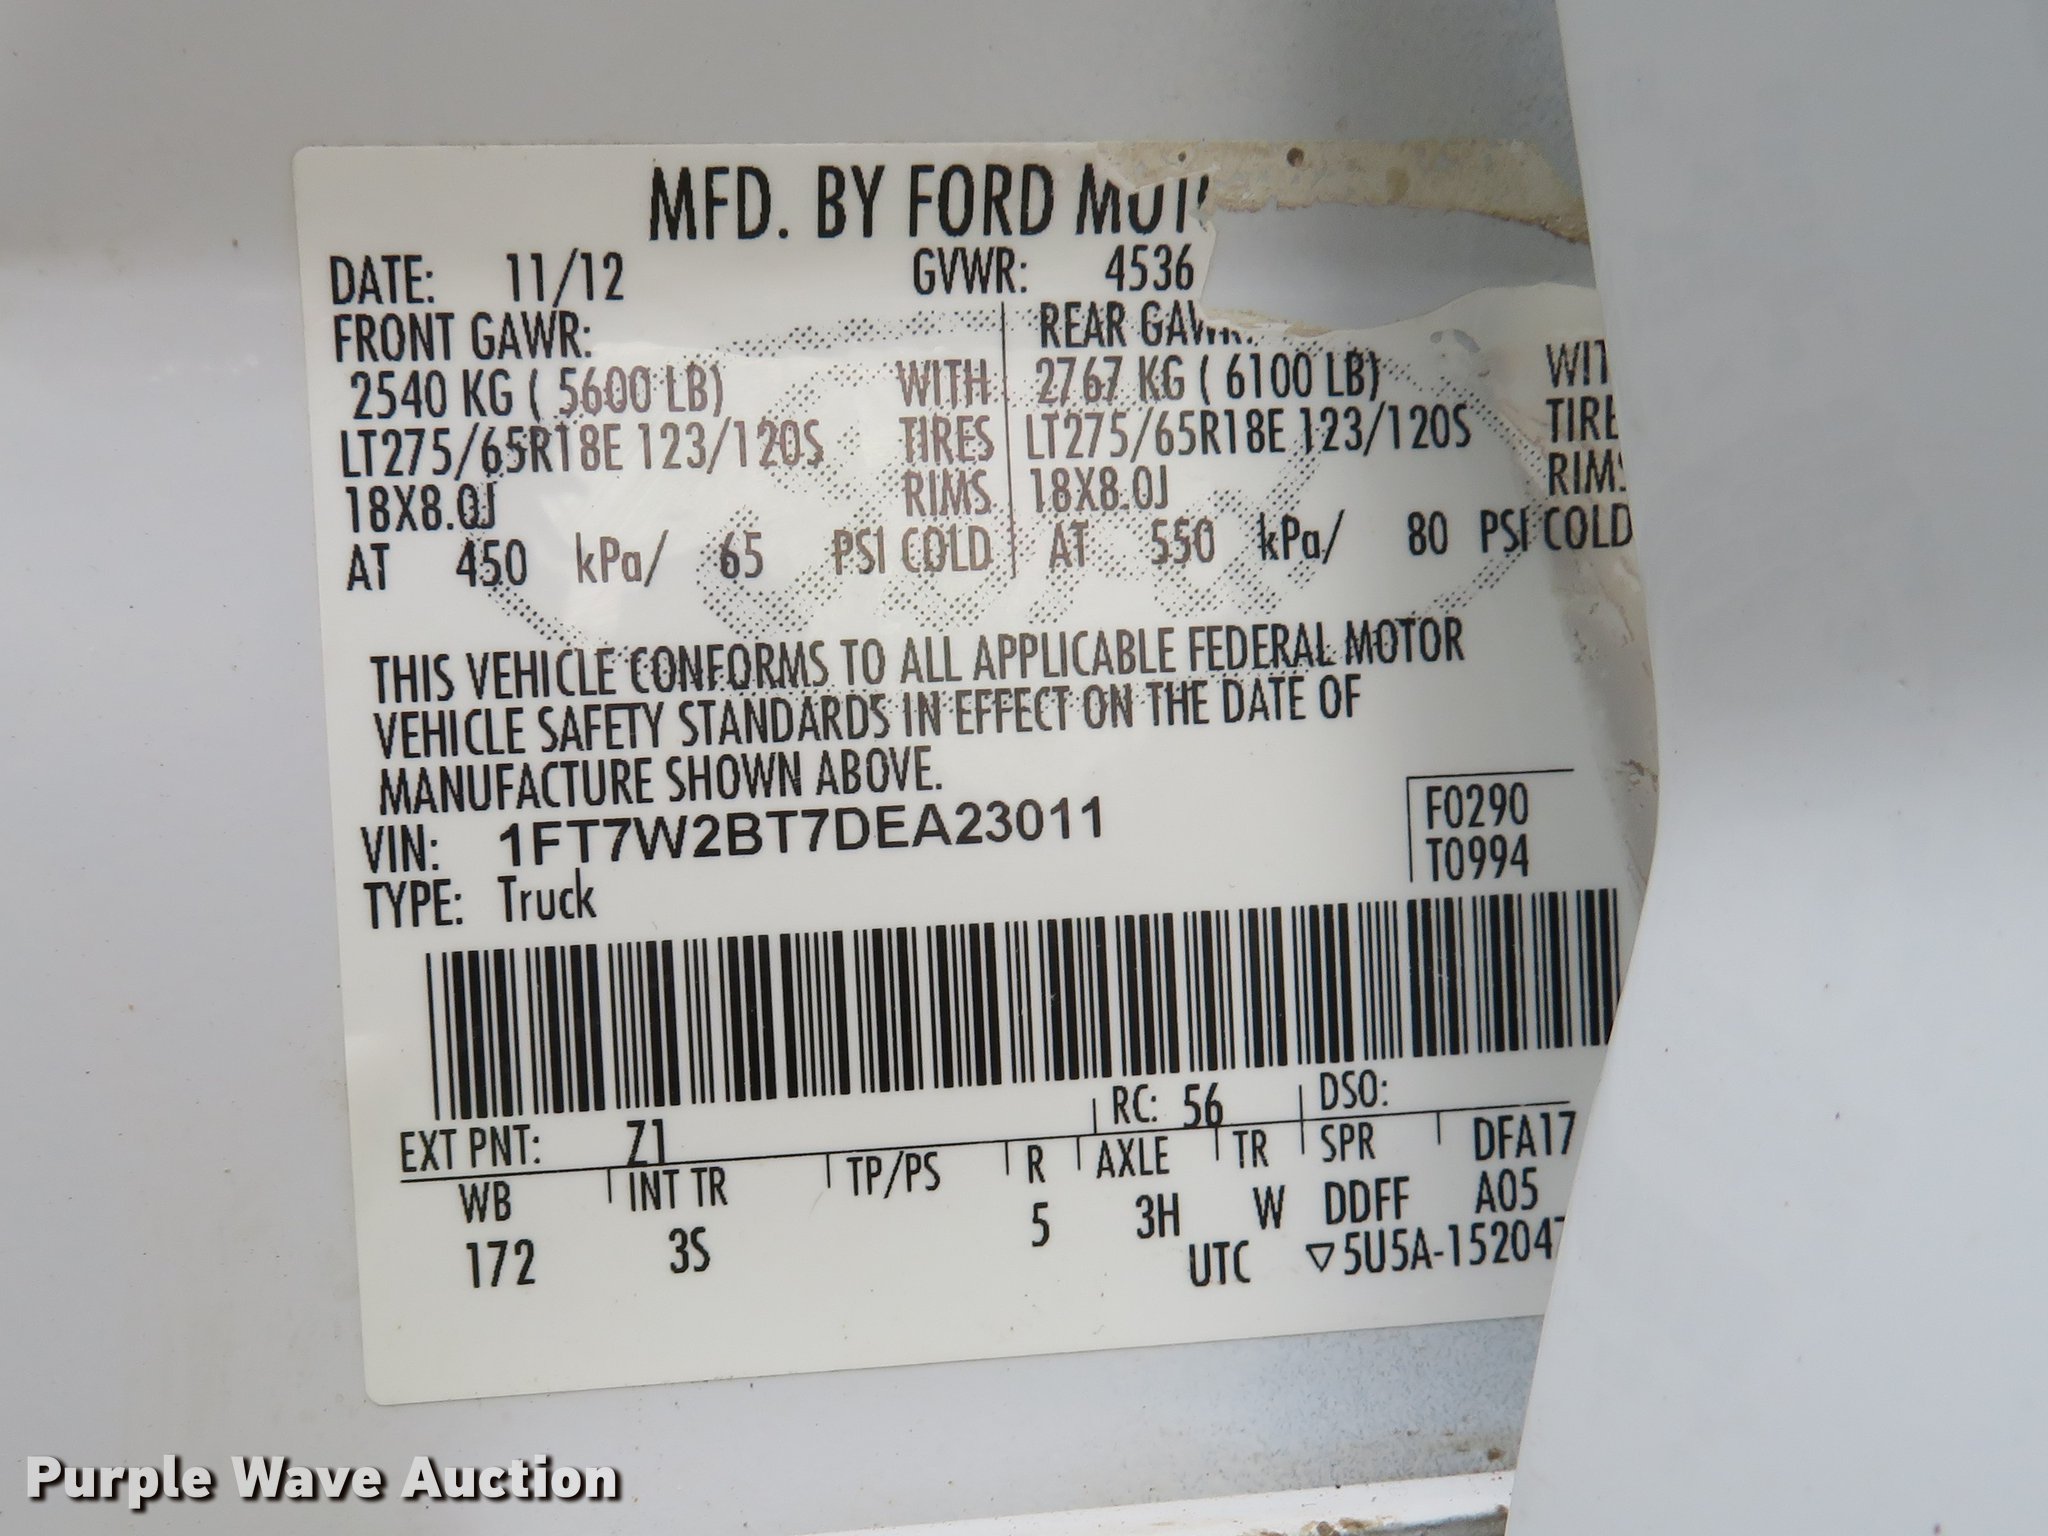 MFD. BY FORD
DATE: 11/12 GVWR: 4536
FRONT GAWR: REAR GAWR:
2540 KG ( 5600 LB) WITH 2767 KG ( 6100 LB)
LT275/65R18E 123/120S TIRES LT275/65R18E 123/120S
18X8.0J RIMS 18X8.0J
AT 450 kPa/ 65 PSI COLD AT 550 kPa/ 80 PSI COLD
THIS VEHICLE CONFORMS TO ALL APPLICABLE FEDERAL MOTOR
VEHICLE SAFETY STANDARDS IN EFFECT ON THE DATE OF
MANUFACTURE SHOWN ABOVE.
VIN: 1FT7W2BT7DEA23011 F0290
TYPE: Truck T0994
RC: 56 DSO:
EXT PNT: Z1
WB INT TR TP/PS R AXLE TR SPR DFA17
172 3S 5 3H W DDFF A05
UTC ▽5U5A-15204
Purple Wave Auction